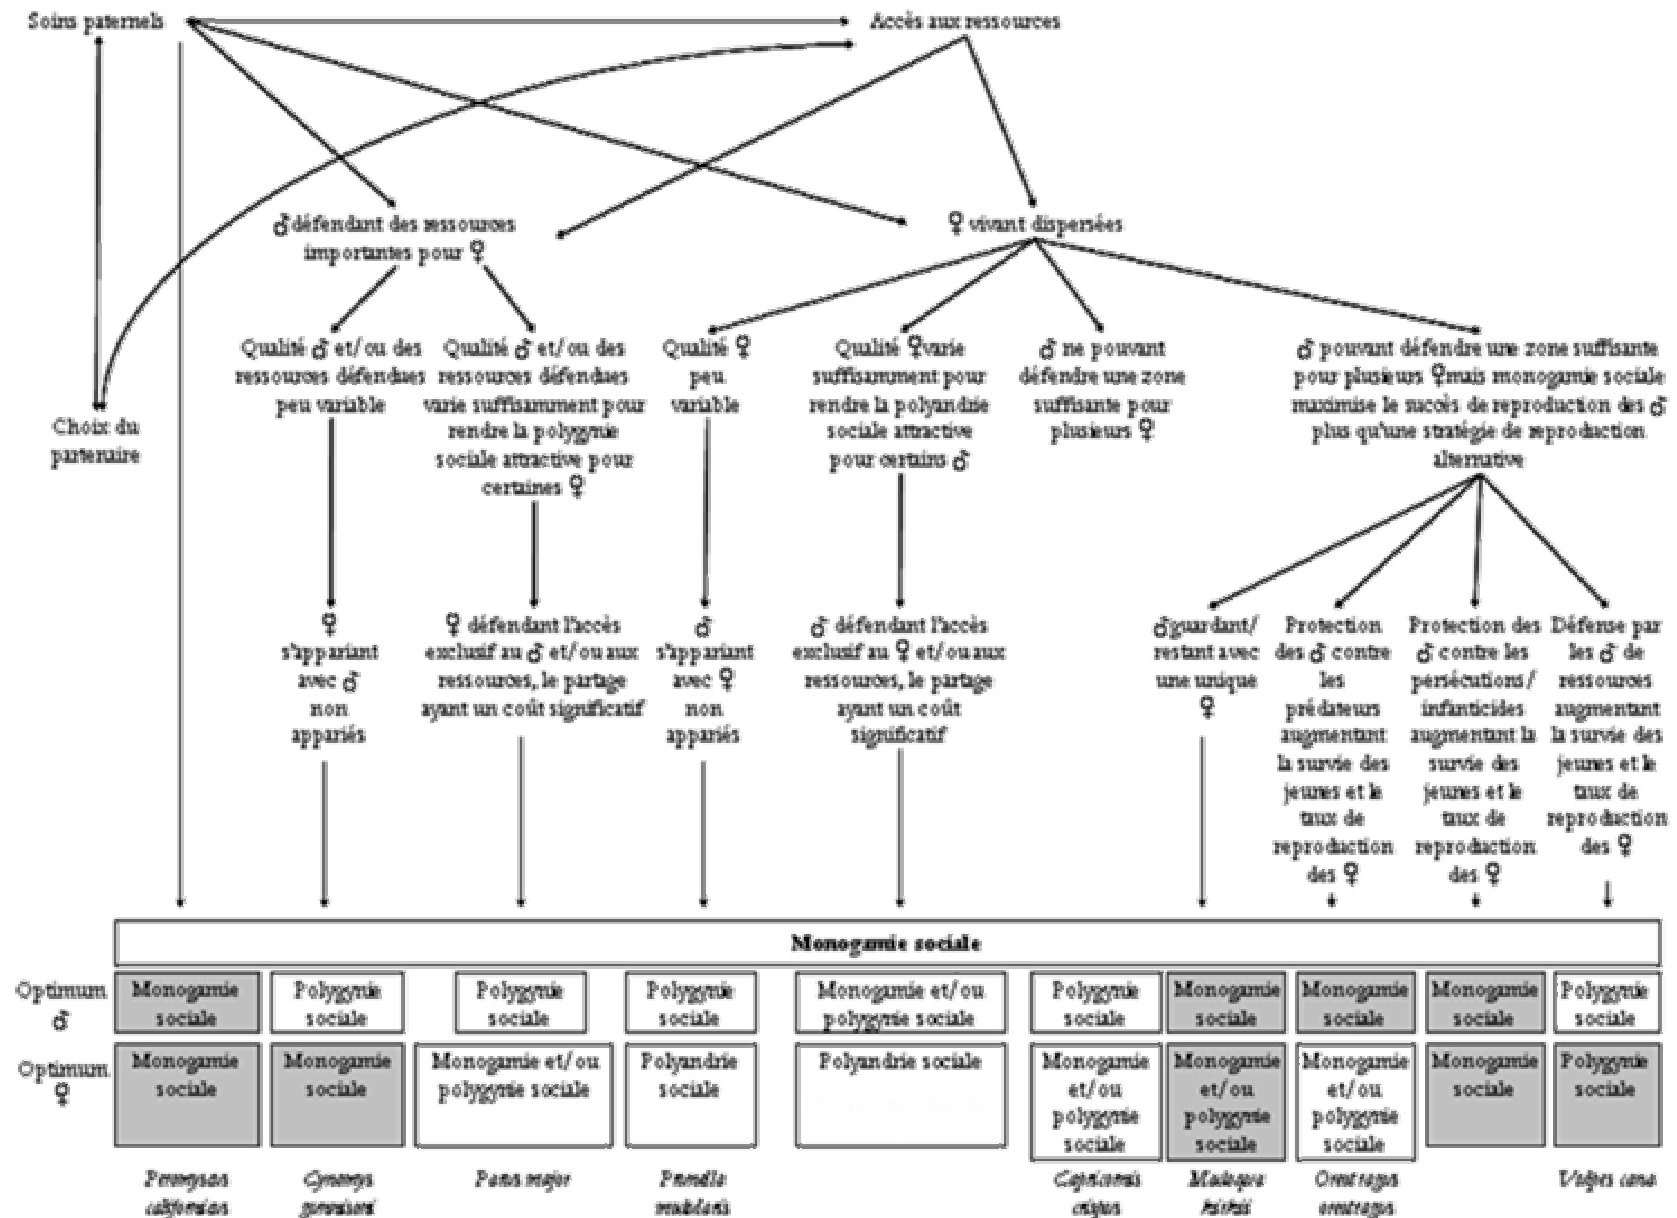 Soins paternels
Accès aux ressources
♂ défendant des ressources
importantes pour ♀
♀ vivant dispersées
Qualité ♂ et/ou des
ressources défendues
peu variable
Qualité ♂ et/ou des
ressources défendues
varie suffisamment pour
rendre la polygynie
sociale attractive pour
certaines ♀
Qualité ♀
peu
variable
Qualité ♀ varie
suffisamment pour
rendre la polyandrie
sociale attractive
pour certains ♂
♂ ne pouvant
défendre une zone
suffisante pour
plusieurs ♀
♂ pouvant défendre une zone suffisante
pour plusieurs ♀ mais monogamie sociale
maximise le succès de reproduction des ♂
plus qu'une stratégie de reproduction
alternative
Choix du
partenaire
♀
s'appariant
avec ♂
non
appariés
♀ défendant l'accès
exclusif au ♂ et/ou aux
ressources, le partage
ayant un coût significatif
♂
s'appariant
avec ♀
non
appariés
♂ défendant l'accès
exclusif au ♀ et/ou aux
ressources, le partage
ayant un coût
significatif
♂ guardant/
restant avec
une unique
♀
Protection
des ♂ contre
les
prédateurs
augmentant
la survie des
jeunes et le
taux de
reproduction
des ♀
Protection des
♂ contre les
persécutions/
infanticides
augmentant la
survie des
jeunes et le
taux de
reproduction
des ♀
Défense par
les ♂ de
ressources
augmentant
la survie des
jeunes et le
taux de
reproduction
des ♀
Monogamie sociale
Optimum
♂
Monogamie
sociale
Polygynie
sociale
Polygynie
sociale
Polygynie
sociale
Monogamie et/ou
polygynie sociale
Polygynie
sociale
Monogamie
sociale
Monogamie
sociale
Monogamie
sociale
Polygynie
sociale
Optimum
♀
Monogamie
sociale
Monogamie
sociale
Monogamie et/ou
polygynie sociale
Polyandrie
sociale
Polyandrie sociale
Monogamie
et/ou
polygynie
sociale
Monogamie
et/ou
polygynie
sociale
Monogamie
et/ou
polygynie
sociale
Monogamie
sociale
Polygynie
sociale
Cynomys
gunnisoni
Parus major
Prunella
modularis
Capricornis
crispus
Madoqua
kirkii
Oreotragus
oreotragus
Vulpes cana